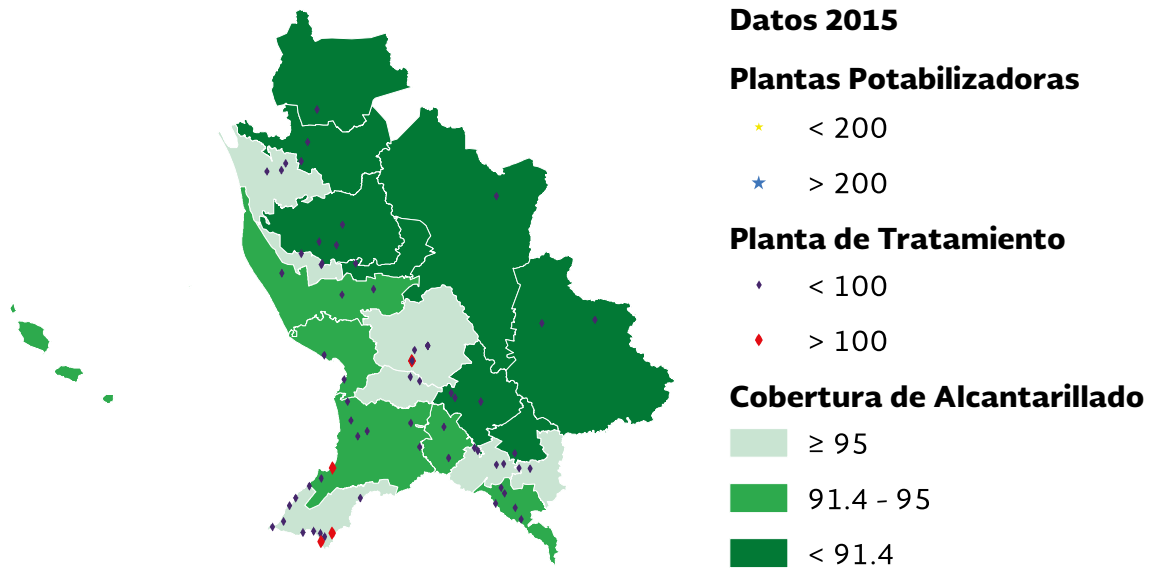 Datos 2015
Plantas Potabilizadoras
< 200
> 200
Planta de Tratamiento
< 100
> 100
Cobertura de Alcantarillado
≥ 95
91.4 - 95
< 91.4